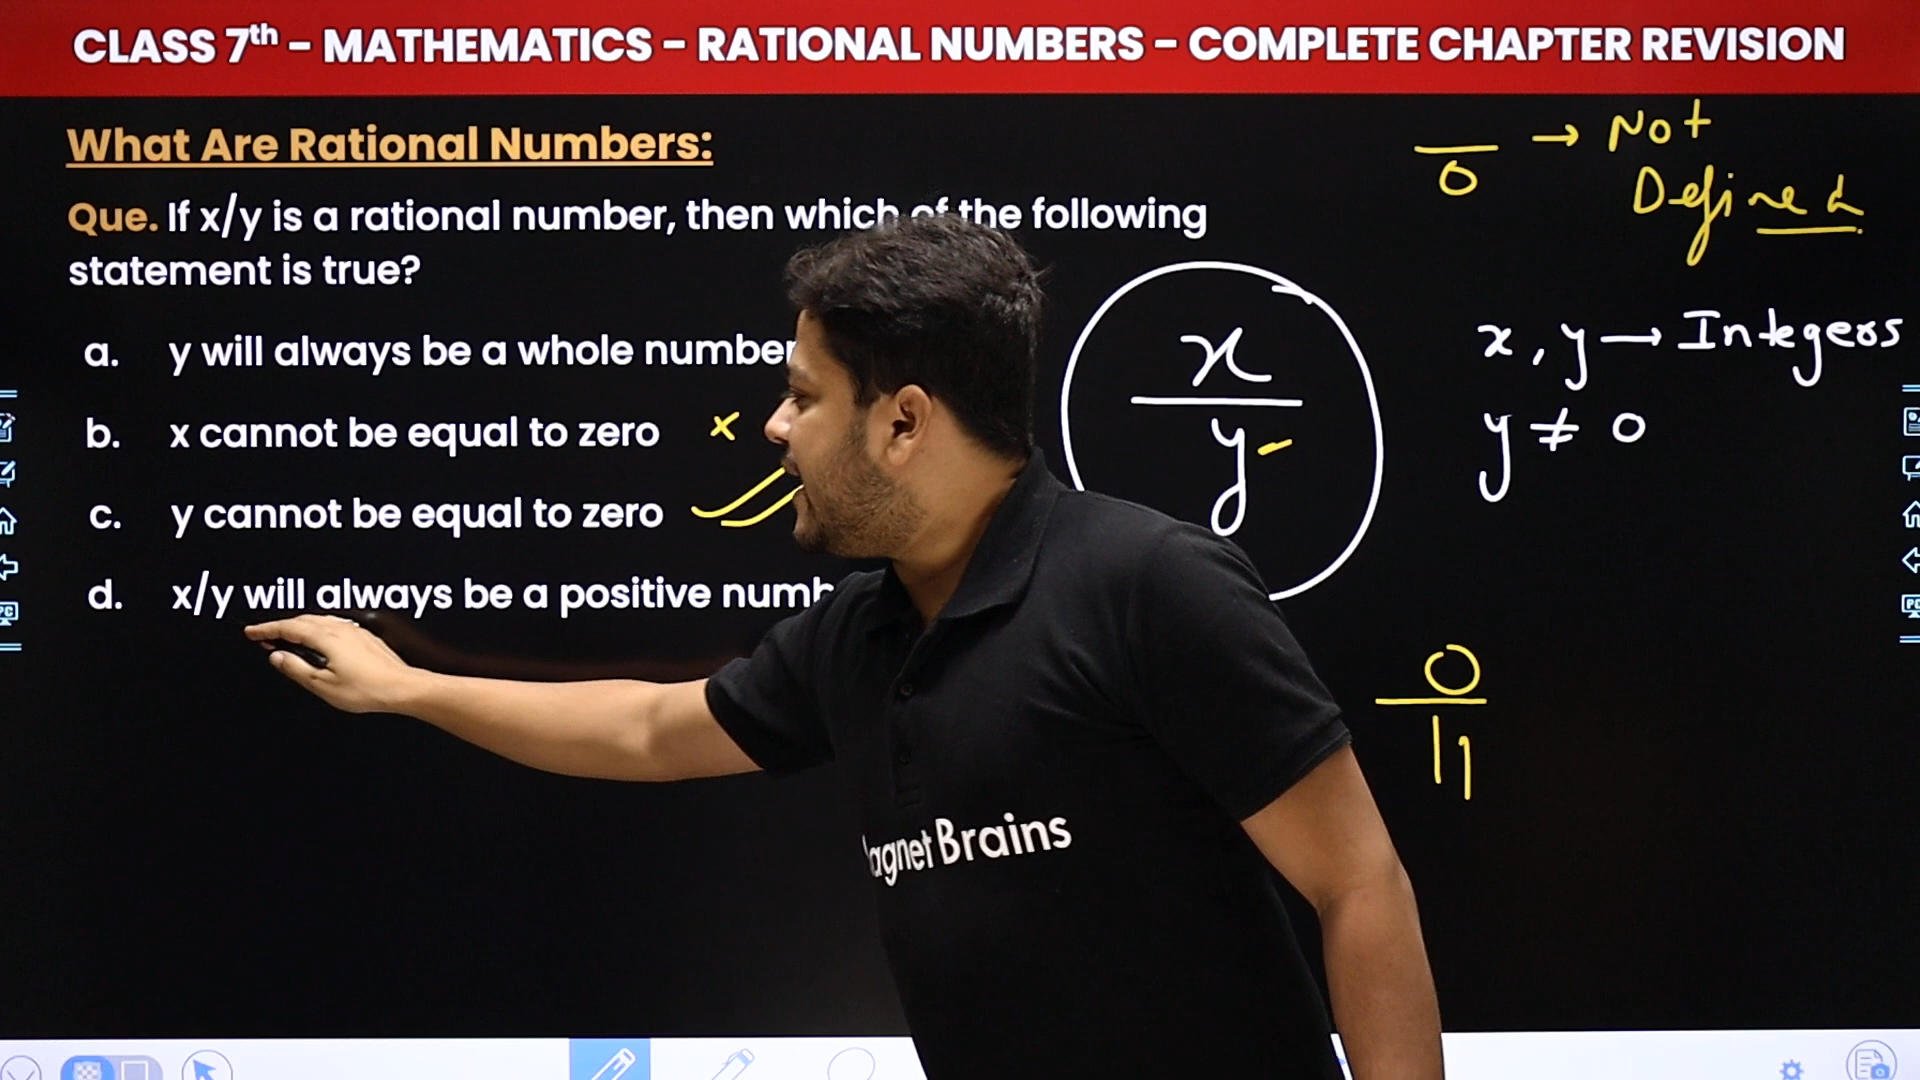 CLASS 7th – MATHEMATICS – RATIONAL NUMBERS – COMPLETE CHAPTER REVISION
What Are Rational Numbers:
Que. If x/y is a rational number, then which of the following
statement is true?
a. y will always be a whole number
b. x cannot be equal to zero ×
c. y cannot be equal to zero
d. x/y will always be a positive numb
0 → Not
Defined
x
y
x, y → Integers
y ≠ 0
0
11
agnet Brains